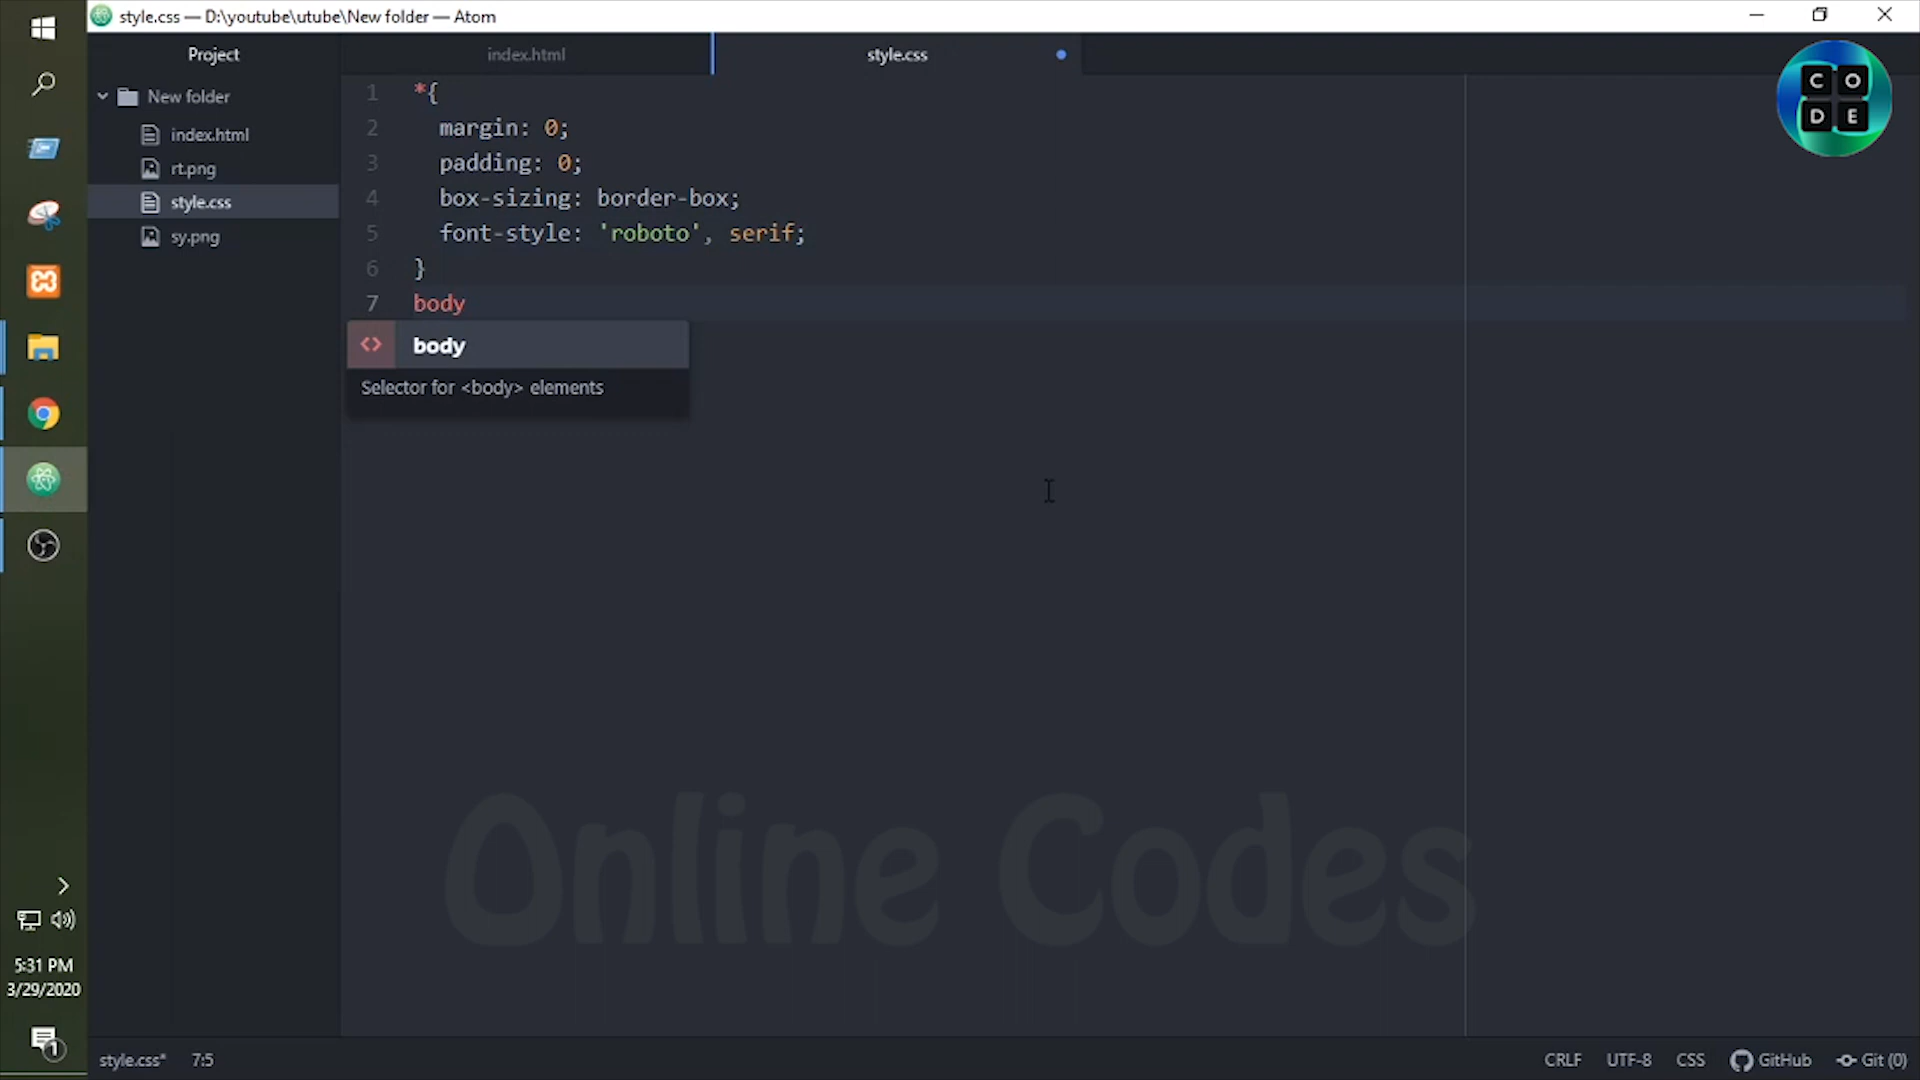 style.css — D:\youtube\utube\New folder — Atom
Project
index.html
style.css
New folder
index.html
rt.png
style.css
sy.png
1 *{
2 margin: 0;
3 padding: 0;
4 box-sizing: border-box;
5 font-style: 'roboto', serif;
6 }
7 body
<> body
Selector for <body> elements
C O
D E
Online Codes
5:31 PM
3/29/2020
1
style.css* 7:5
CRLF UTF-8 CSS GitHub Git (0)